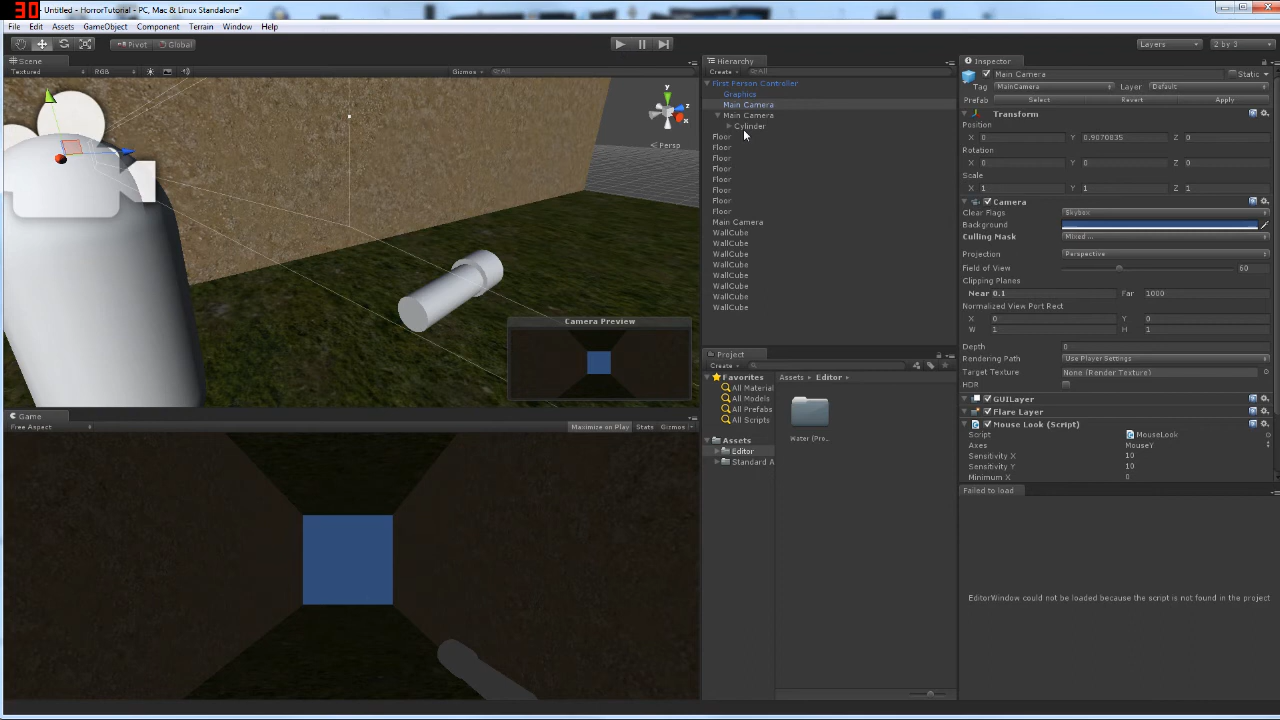 30
Untitled - HorrorTutorial - PC, Mac & Linux Standalone*
File Edit Assets GameObject Component Terrain Window Help
Pivot Global
Layers 2 by 3
Scene
Textured RGB Gizmos All
y z x
Persp
Camera Preview
Game
Free Aspect Maximize on Play Stats Gizmos
Hierarchy
Create All
First Person Controller
Graphics
Main Camera
Main Camera
Cylinder
Floor
Floor
Floor
Floor
Floor
Floor
Floor
Floor
Main Camera
WallCube
WallCube
WallCube
WallCube
WallCube
WallCube
WallCube
WallCube
Project
Create
Favorites
All Material
All Models
All Prefabs
All Scripts
Assets
Editor
Standard A
Assets Editor
Water (Pro...
Inspector
Main Camera Static
Tag MainCamera Layer Default
Prefab Select Revert Apply
Transform
Position
X 0 Y 0.9070835 Z 0
Rotation
X 0 Y 0 Z 0
Scale
X 1 Y 1 Z 1
Camera
Clear Flags Skybox
Background
Culling Mask Mixed ...
Projection Perspective
Field of View 60
Clipping Planes
Near 0.1 Far 1000
Normalized View Port Rect
X 0 Y 0
W 1 H 1
Depth 0
Rendering Path Use Player Settings
Target Texture None (Render Texture)
HDR
GUILayer
Flare Layer
Mouse Look (Script)
Script MouseLook
Axes MouseY
Sensitivity X 10
Sensitivity Y 10
Minimum X 0
Failed to load
EditorWindow could not be loaded because the script is not found in the project